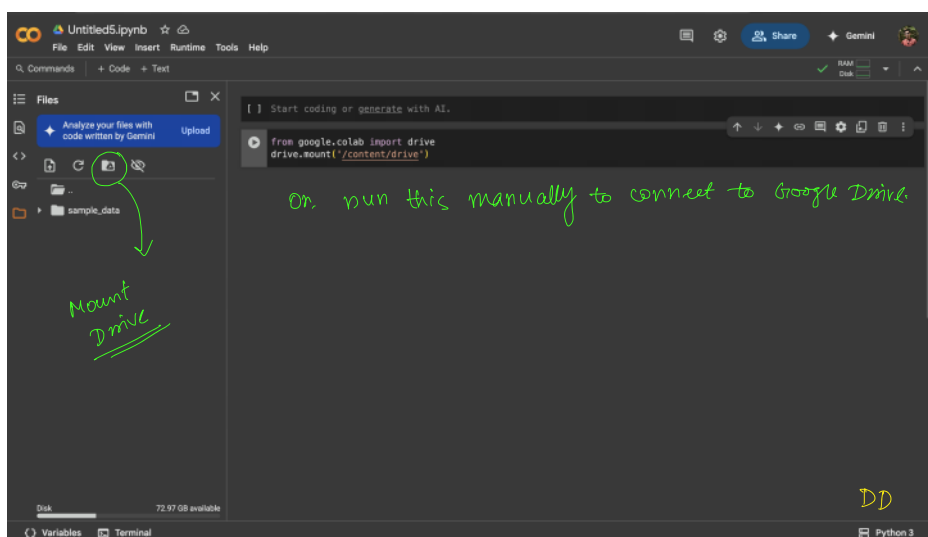 Untitled5.ipynb
File Edit View Insert Runtime Tools Help
Share
Gemini
Commands + Code + Text
RAM
Disk
Files
Analyze your files with
code written by Gemini
Upload
..
sample_data
[ ] Start coding or generate with AI.
from google.colab import drive
drive.mount('/content/drive')
Or, run this manually to connect to Google Drive.
Mount
Drive
DD
Disk 72.97 GB available
Variables Terminal
Python 3